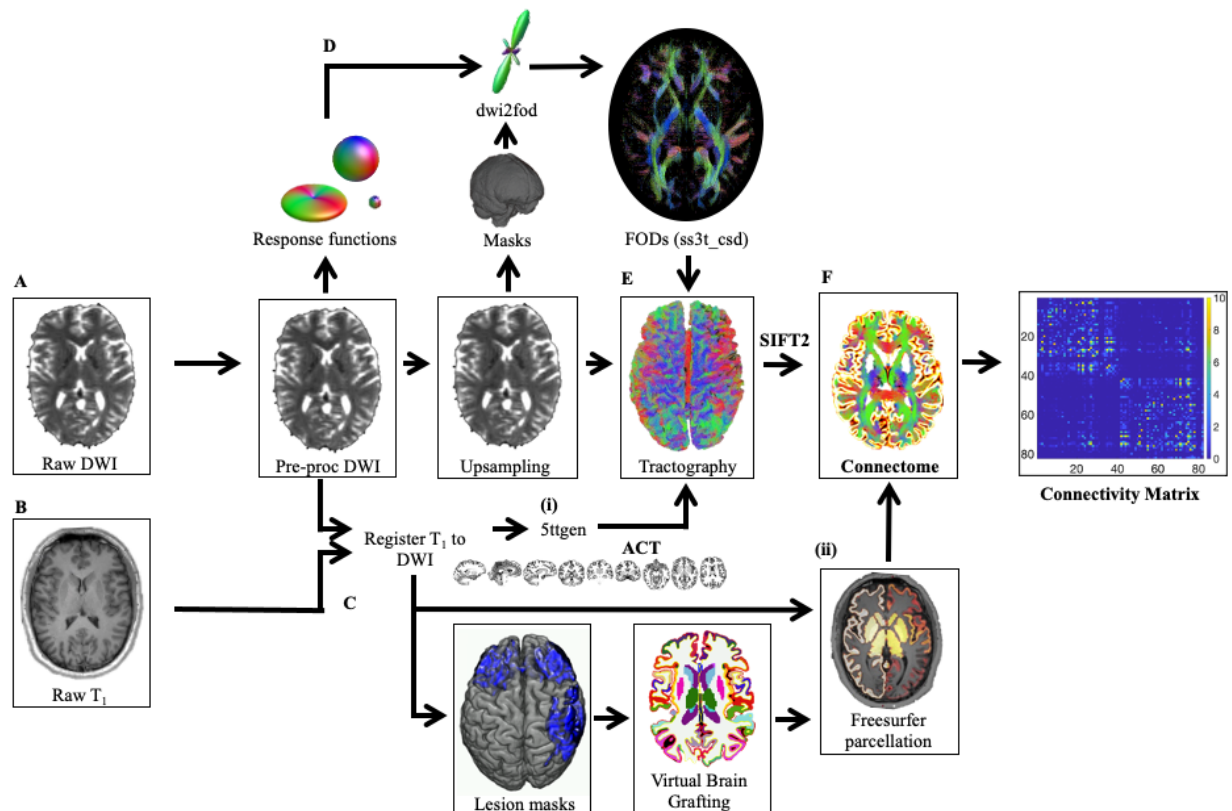 D
dwi2fod
Response functions
Masks
FODs (ss3t_csd)
A
Raw DWI
Pre-proc DWI
Upsampling
E
Tractography
SIFT2
F
Connectome
20
40
60
80
20
40
60
80
10
8
6
4
2
0
Connectivity Matrix
B
Raw T₁
C
Register T₁ to
DWI
(i)
5ttgen
ACT
(ii)
Freesurfer
parcellation
Lesion masks
Virtual Brain
Grafting